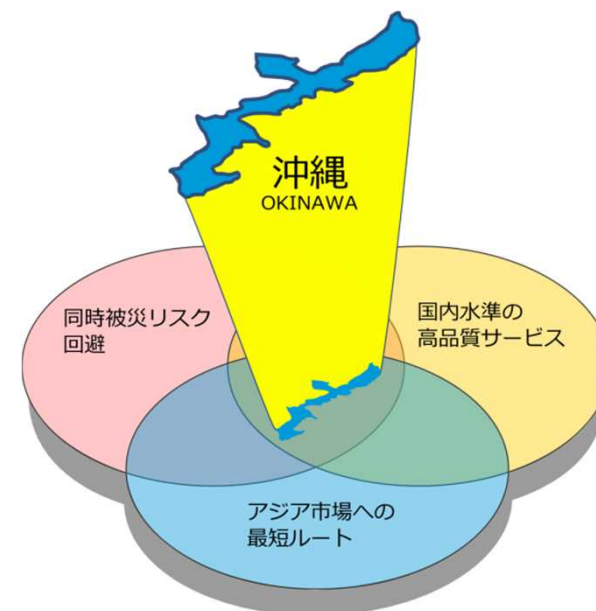 沖縄
OKINAWA
同時被災リスク
回避
国内水準の
高品質サービス
アジア市場への
最短ルート